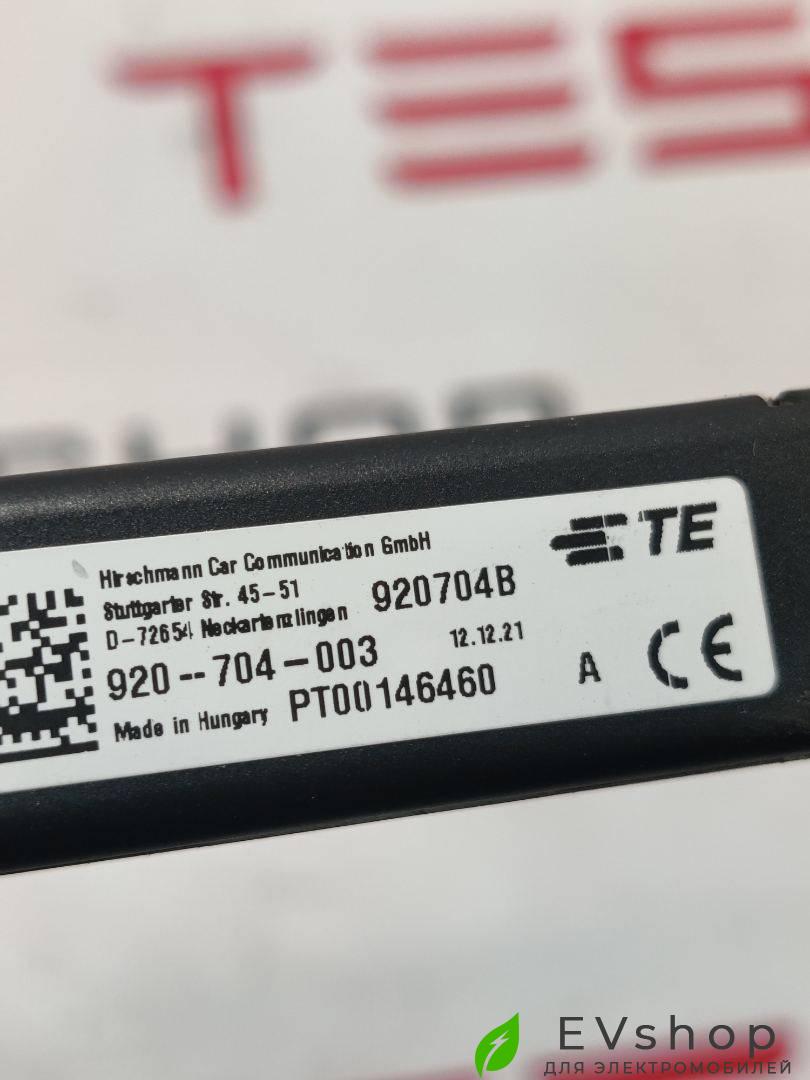 TES
SHOP
Hirschmann Car Communication GmbH
Stuttgarter Str. 45-51
D-72654 Neckartenzlingen
920704B
TE
920--704-003
12.12.21
Made in Hungary
PT00146460
A
CE
EVshop
ДЛЯ ЭЛЕКТРОМОБИЛЕЙ